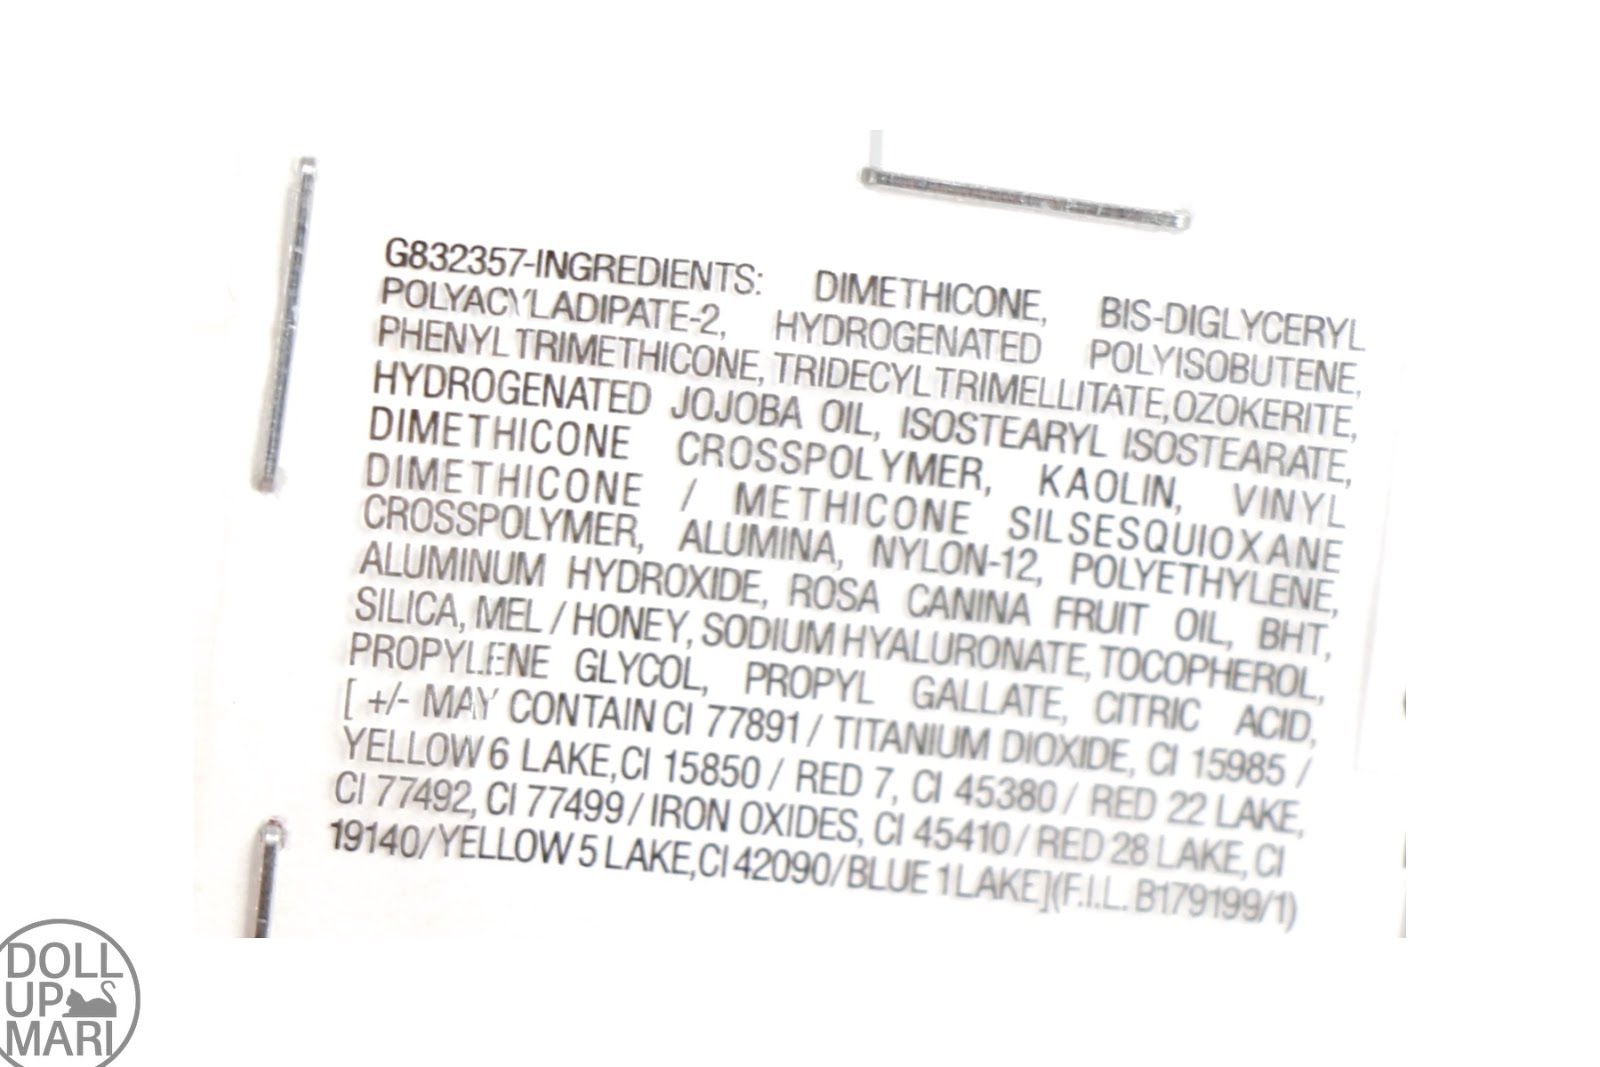 G832357-INGREDIENTS: DIMETHICONE, BIS-DIGLYCERYL
POLYACYLADIPATE-2, HYDROGENATED POLYISOBUTENE,
PHENYL TRIMETHICONE, TRIDECYL TRIMELLITATE, OZOKERITE,
HYDROGENATED JOJOBA OIL, ISOSTEARYL ISOSTEARATE,
DIMETHICONE CROSSPOLYMER, KAOLIN, VINYL
DIMETHICONE / METHICONE SILSESQUIOXANE
CROSSPOLYMER, ALUMINA, NYLON-12, POLYETHYLENE,
ALUMINUM HYDROXIDE, ROSA CANINA FRUIT OIL, BHT,
SILICA, MEL / HONEY, SODIUM HYALURONATE, TOCOPHEROL,
PROPYLENE GLYCOL, PROPYL GALLATE, CITRIC ACID,
[ +/- MAY CONTAIN CI 77891 / TITANIUM DIOXIDE, CI 15985 /
YELLOW 6 LAKE, CI 15850 / RED 7, CI 45380 / RED 22 LAKE,
CI 77492, CI 77499 / IRON OXIDES, CI 45410 / RED 28 LAKE, CI
19140/YELLOW 5 LAKE, CI 42090/BLUE 1 LAKE](F.I.L. B179199/1)
DOLL
UP
MARI